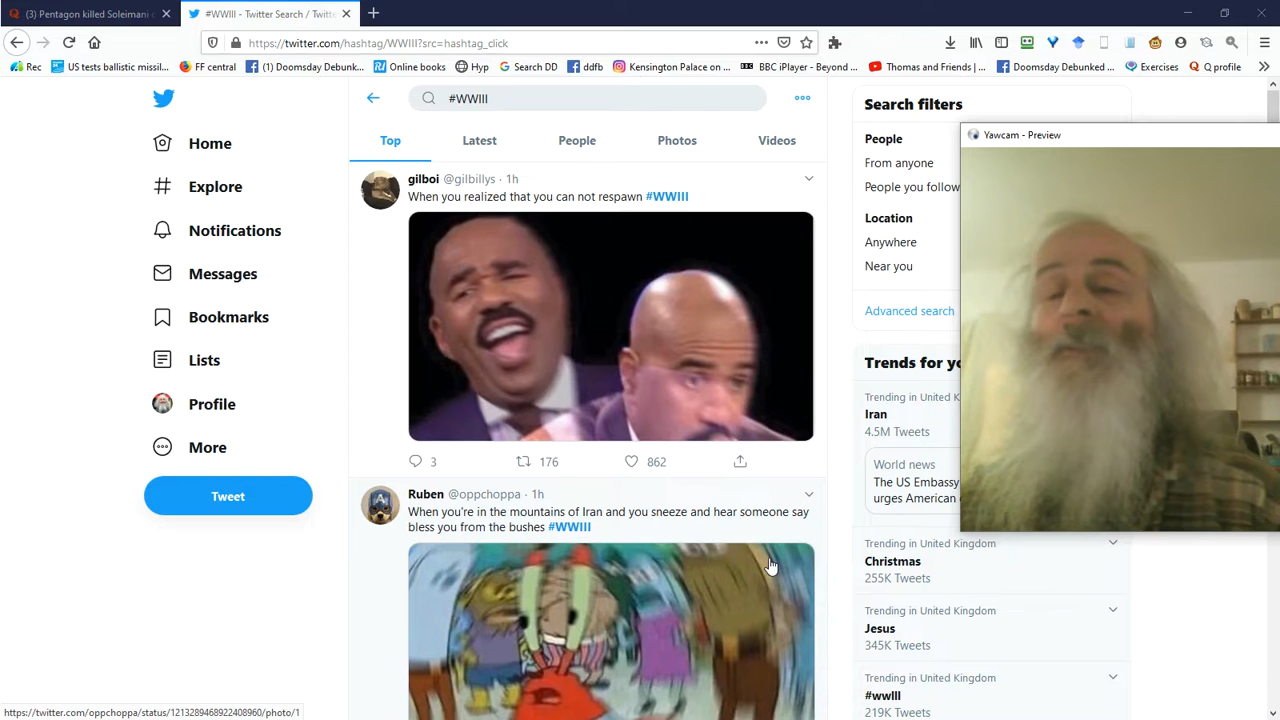 (3) Pentagon killed Soleimani
#WWIII - Twitter Search / Twitte
https://twitter.com/hashtag/WWIII?src=hashtag_click
Rec
US tests ballistic missil...
FF central
(1) Doomsday Debunk...
Online books
Hyp
Search DD
ddfb
Kensington Palace on ...
BBC iPlayer - Beyond ...
Thomas and Friends | ...
Doomsday Debunked ...
Exercises
Q profile
Home
Explore
Notifications
Messages
Bookmarks
Lists
Profile
More
Tweet
#WWIII
Top
Latest
People
Photos
Videos
gilboi @gilbillys · 1h
When you realized that you can not respawn #WWIII
3
176
862
Ruben @oppchoppa · 1h
When you're in the mountains of Iran and you sneeze and hear someone say
bless you from the bushes #WWIII
Search filters
People
From anyone
People you follow
Location
Anywhere
Near you
Advanced search
Trends for yo
Trending in United K
Iran
4.5M Tweets
World news
The US Embassy
urges American c
Trending in United Kingdom
Christmas
255K Tweets
Trending in United Kingdom
Jesus
345K Tweets
Trending in United Kingdom
#wwIII
219K Tweets
Yawcam - Preview
https://twitter.com/oppchoppa/status/1213289468922408960/photo/1